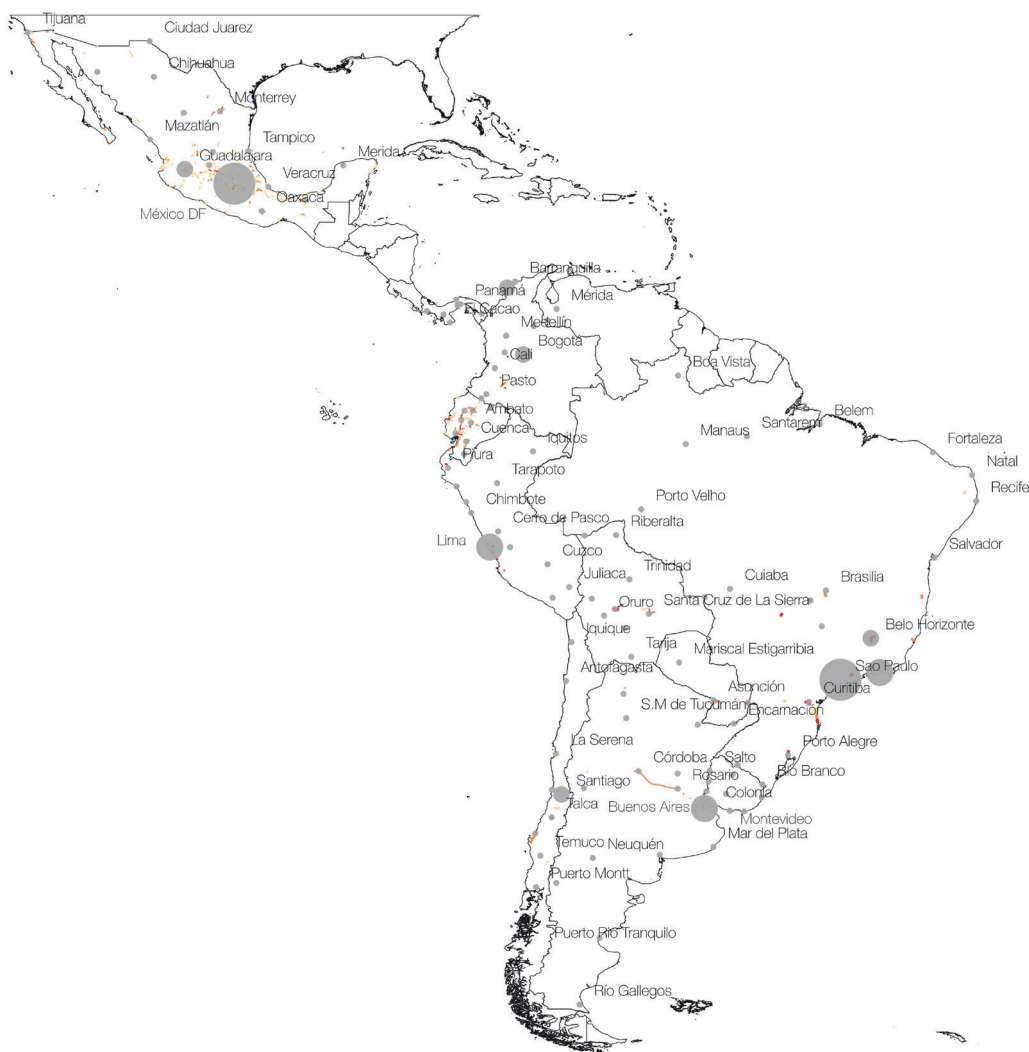 Tijuana
Ciudad Juarez
Chihuahua
Monterrey
Mazatlán
Tampico
Guadalajara
Merida
Veracruz
Oaxaca
México DF
Barranquilla
Panamá
Mérida
El Cacao
Medellín
Bogotá
Cali
Boa Vista
Pasto
Ambato
Belem
Santarem
Cuenca
Manaus
Iquitos
Fortaleza
Piura
Natal
Tarapoto
Recife
Chimbote
Porto Velho
Cerro de Pasco
Riberalta
Lima
Cuzco
Salvador
Trinidad
Juliaca
Cuiaba
Brasilia
Oruro
Santa Cruz de La Sierra
Belo Horizonte
Iquique
Tarija
Mariscal Estigarribia
Antofagasta
Sao Paulo
Asonción
Curitiba
S.M de Tucumán
Encarnación
La Serena
Porto Alegre
Córdoba
Salto
Rio Branco
Santiago
Rosario
Colonia
Talca
Buenos Aires
Montevideo
Mar del Plata
Temuco
Neuquén
Puerto Montt
Puerto Río Tranquilo
Río Gallegos